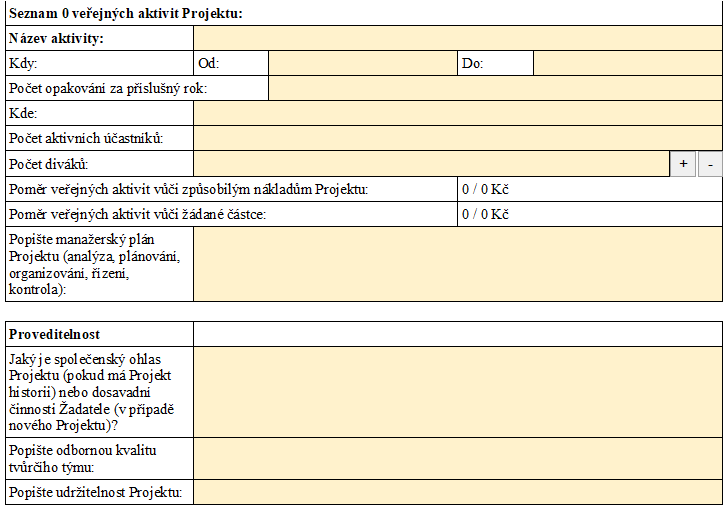 Seznam 0 veřejných aktivit Projektu:
Název aktivity:
Kdy: Od: Do:
Počet opakování za příslušný rok:
Kde:
Počet aktivních účastníků:
Počet diváků: + -
Poměr veřejných aktivit vůči způsobilým nákladům Projektu: 0 / 0 Kč
Poměr veřejných aktivit vůči žádané částce: 0 / 0 Kč
Popište manažerský plán
Projektu (analýza, plánování,
organizování, řízení,
kontrola):
Proveditelnost
Jaký je společenský ohlas
Projektu (pokud má Projekt
historii) nebo dosavadní
činnosti Žadatele (v případě
nového Projektu)?
Popište odbornou kvalitu
tvůrčího týmu:
Popište udržitelnost Projektu: